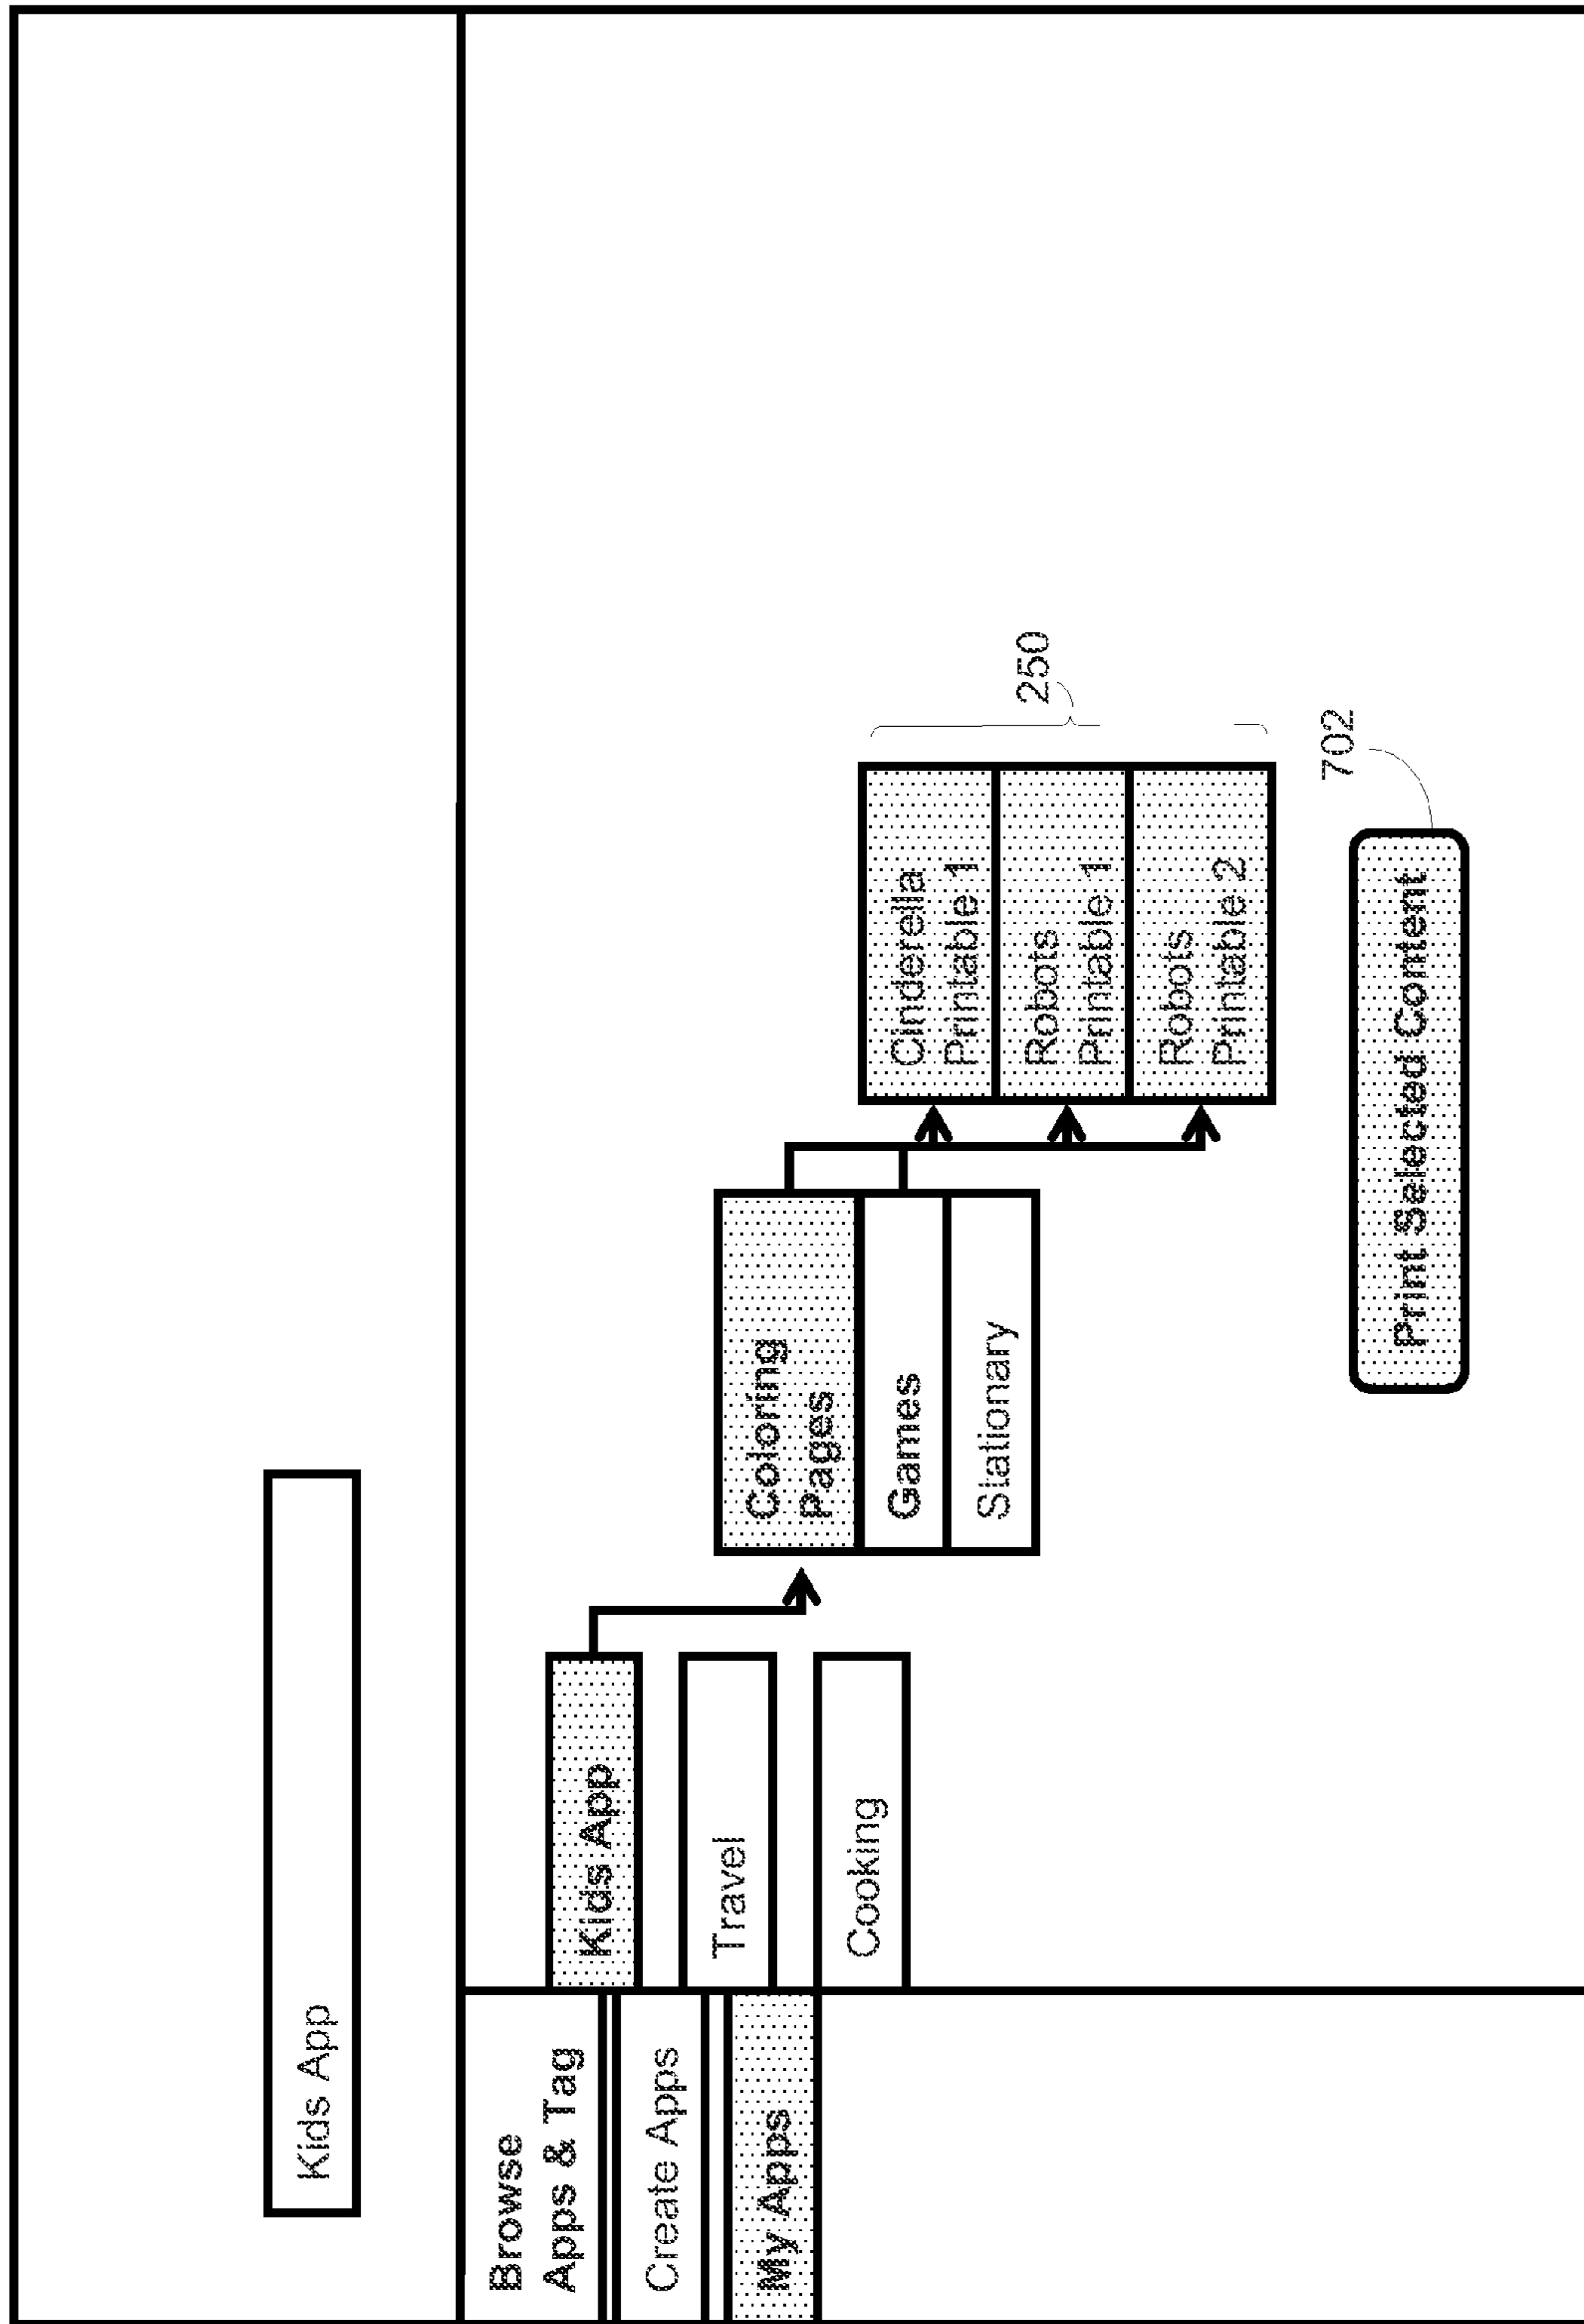 Kids App
Browse
Apps & Tag
Create Apps
My Apps
Kids App
Travel
Cooking
Coloring
Pages
Games
Stationary
Cinderella
Printable 1
Robots
Printable 1
Robots
Printable 2
250
Print Selected Content
702